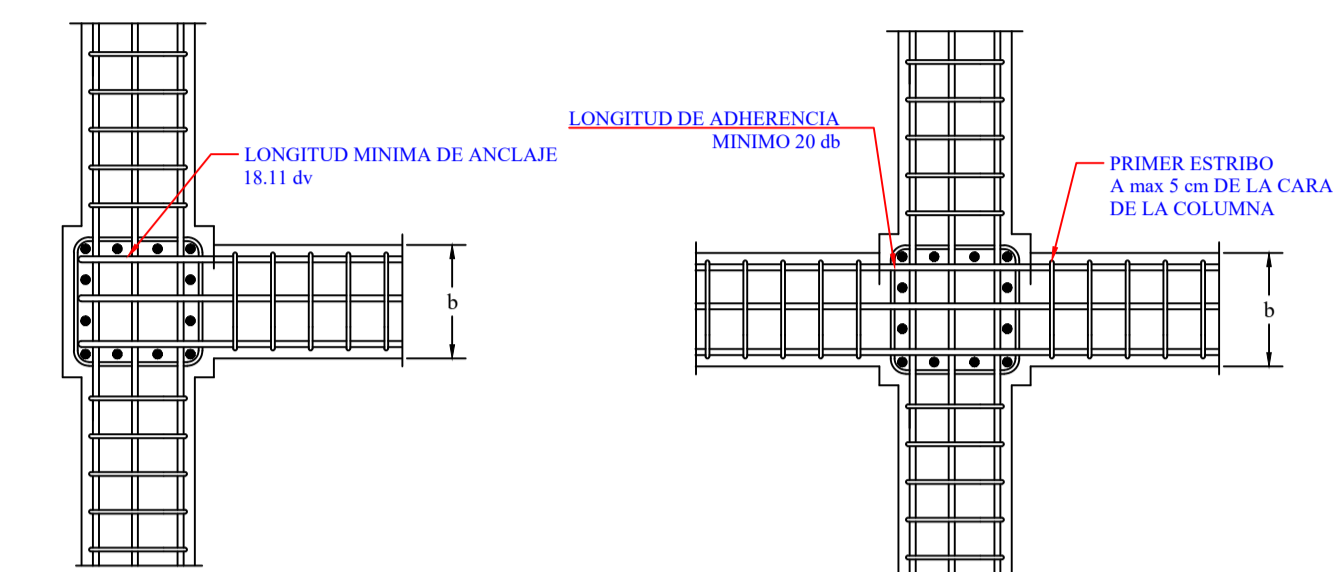 LONGITUD MINIMA DE ANCLAJE
18.11 dv
b
LONGITUD DE ADHERENCIA
MINIMO 20 db
PRIMER ESTRIBO
A max 5 cm DE LA CARA
DE LA COLUMNA
b